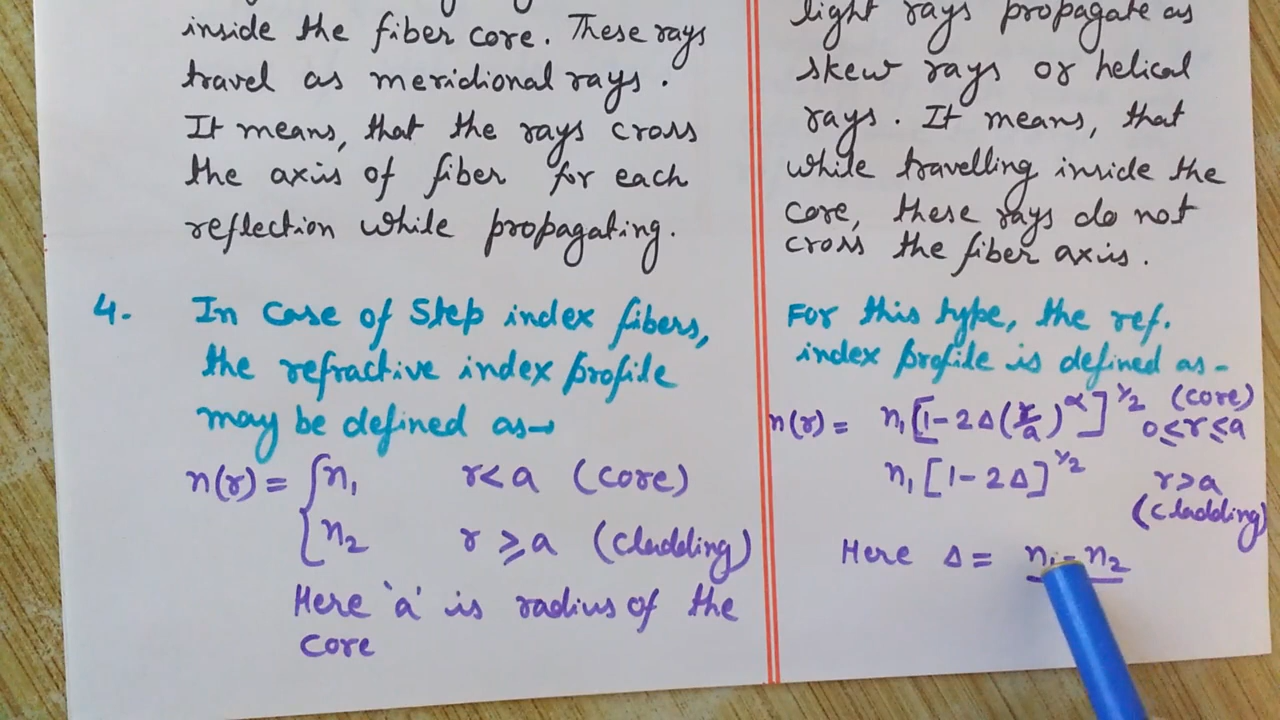 inside the fiber core. These rays
travel as meridional rays.
It means, that the rays cross
the axis of fiber for each
reflection while propagating.
4. In case of Step index fibers,
the refractive index profile
may be defined as→
n(r) = { n₁ r < a (core)
n₂ r ⩾ a (cladding)
Here 'a' is radius of the
core
light rays propagate as
skew rays or helical
rays. It means, that
while travelling inside the
core, these rays do not
cross the fiber axis.
For this type, the ref.
index profile is defined as-
n(r) = n₁[1-2Δ(r/a)^α]^1/2 (core)
0≤r≤a
n₁[1-2Δ]^1/2 r>a
(cladding)
Here Δ = n₁-n₂